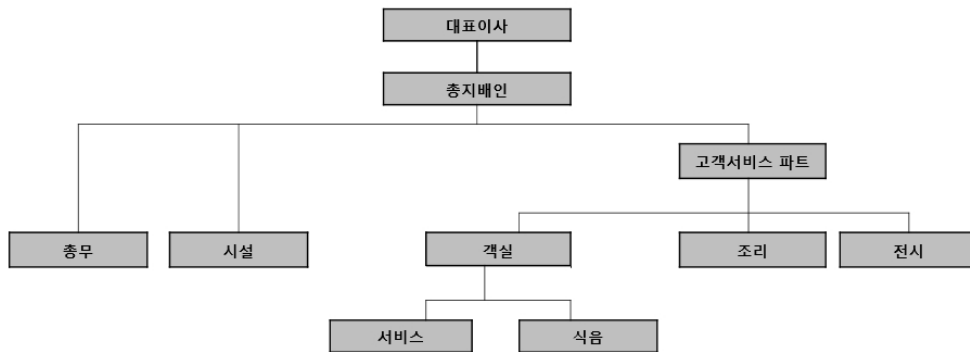 대표이사
총지배인
고객서비스 파트
총무
시설
객실
조리
전시
서비스
식음